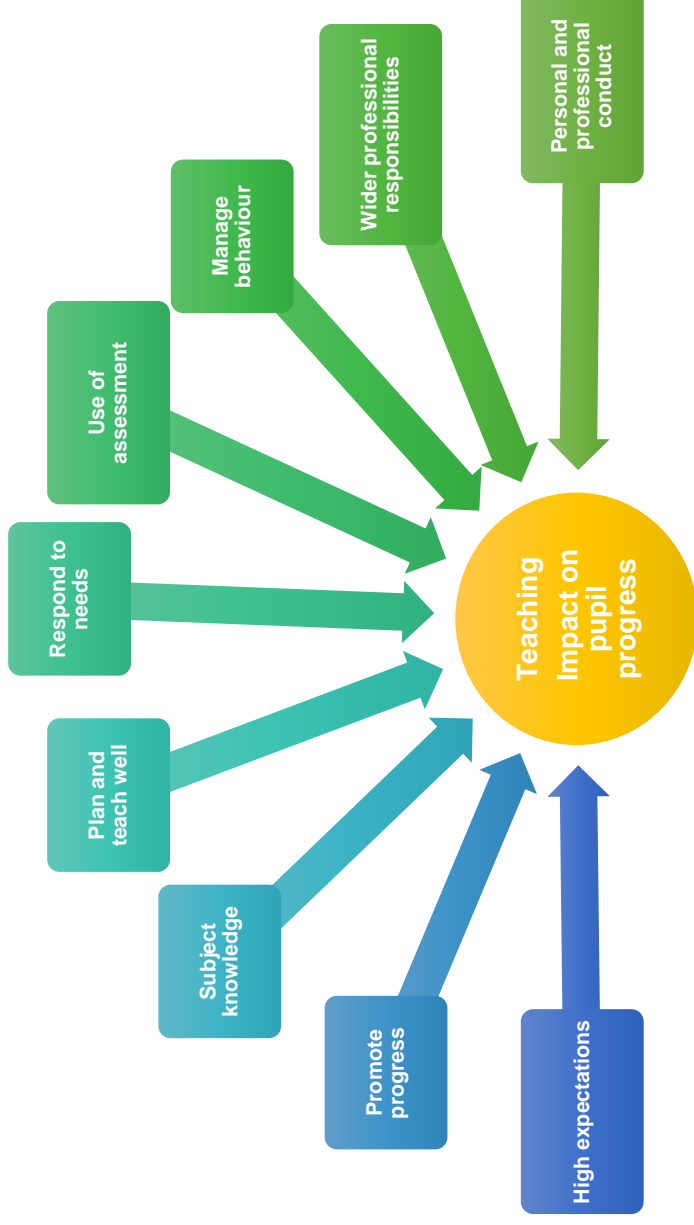 High expectations
Promote
progress
Subject
knowledge
Plan and
teach well
Respond to
needs
Use of
assessment
Manage
behaviour
Wider professional
responsibilities
Personal and
professional
conduct
Teaching
Impact on
pupil
progress